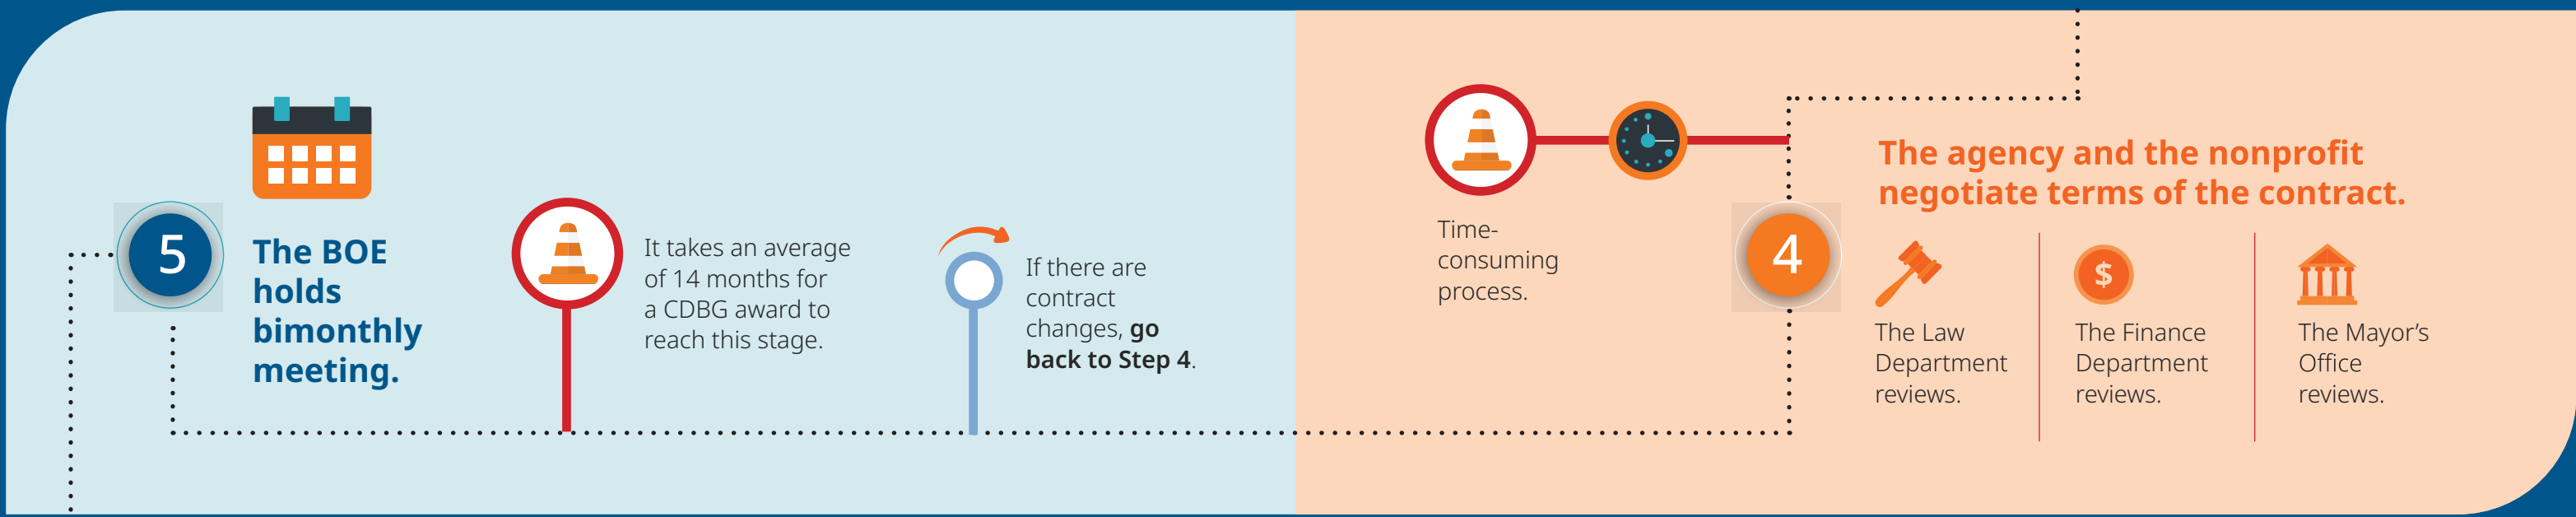 5
The BOE
holds
bimonthly
meeting.
It takes an average
of 14 months for
a CDBG award to
reach this stage.
If there are
contract
changes, go
back to Step 4.
Time-
consuming
process.
4
The agency and the nonprofit
negotiate terms of the contract.
The Law
Department
reviews.
$
The Finance
Department
reviews.
The Mayor’s
Office
reviews.